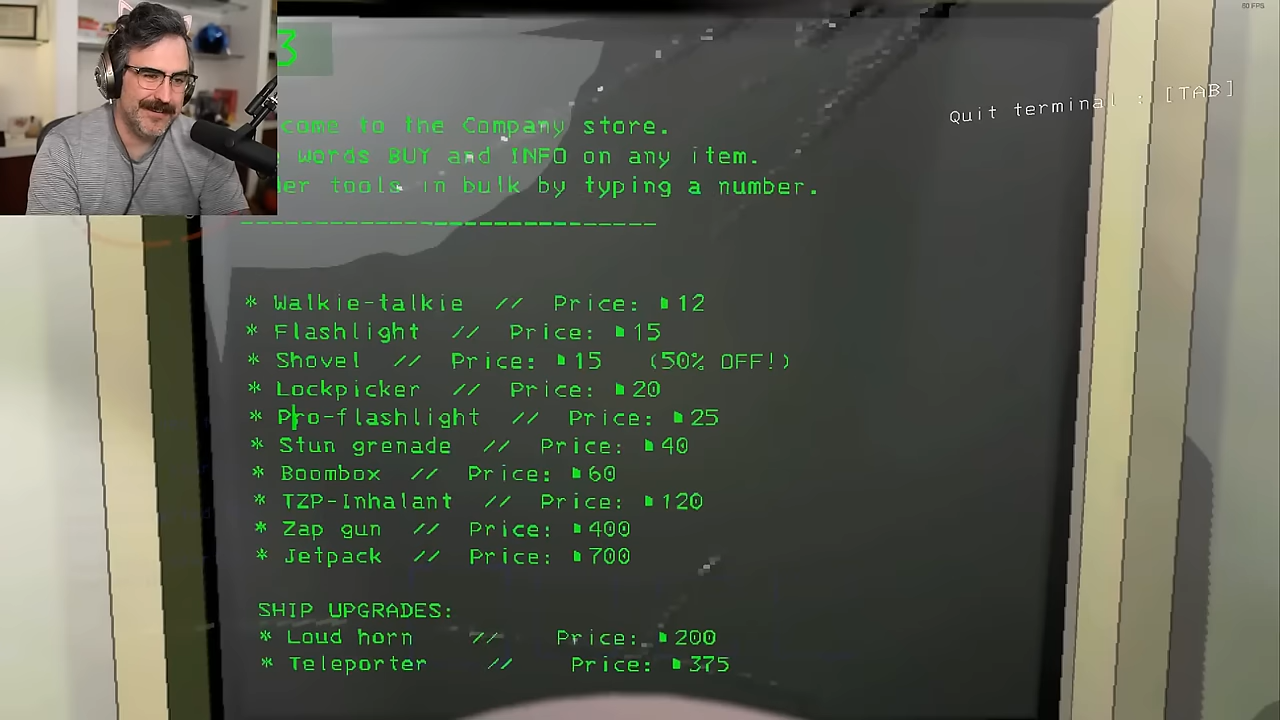 60 FPS
3
Quit terminal : [TAB]
come to the Company store.
words BUY and INFO on any item.
der tools in bulk by typing a number.
----------------------------
* Walkie-talkie // Price: ▮12
* Flashlight // Price: ▮15
* Shovel // Price: ▮15 (50% OFF!)
* Lockpicker // Price: ▮20
* Pro-flashlight // Price: ▮25
* Stun grenade // Price: ▮40
* Boombox // Price: ▮60
* TZP-Inhalant // Price: ▮120
* Zap gun // Price: ▮400
* Jetpack // Price: ▮700
SHIP UPGRADES:
* Loud horn // Price: ▮200
* Teleporter // Price: ▮375